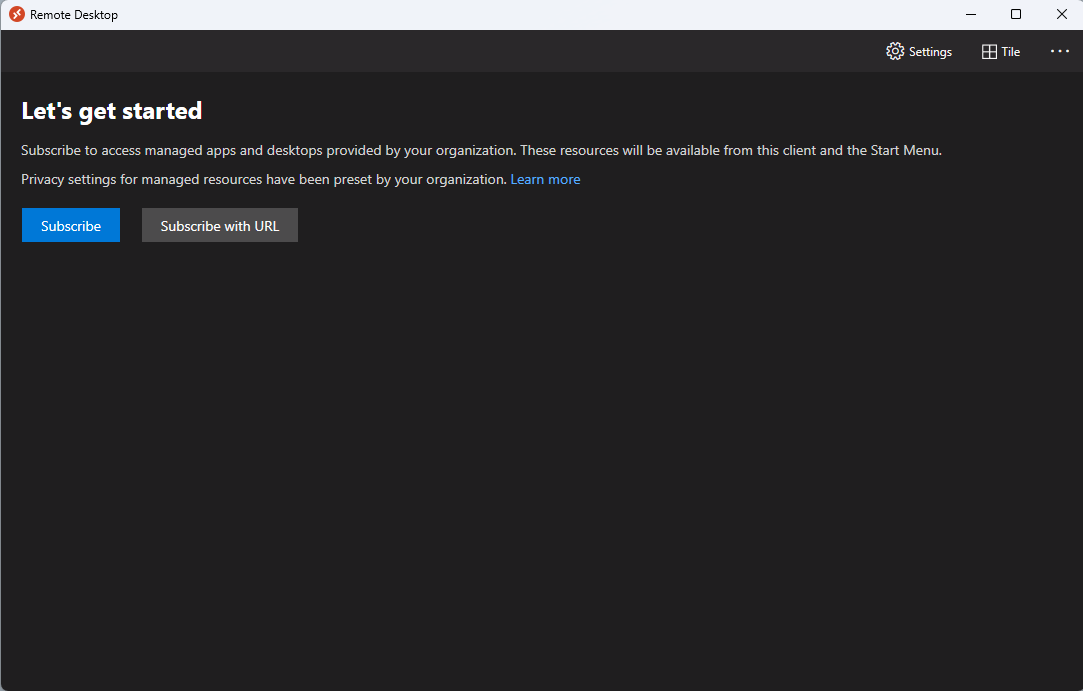 Remote Desktop
Settings
Tile
Let's get started
Subscribe to access managed apps and desktops provided by your organization. These resources will be available from this client and the Start Menu.
Privacy settings for managed resources have been preset by your organization. Learn more
Subscribe
Subscribe with URL